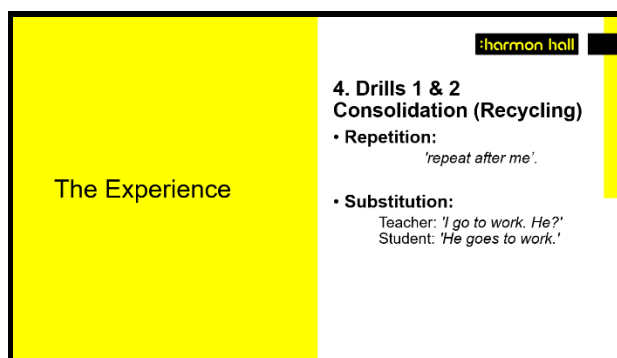 :harmon hall
The Experience
4. Drills 1 & 2
Consolidation (Recycling)
• Repetition:
'repeat after me'.
• Substitution:
Teacher: 'I go to work. He?'
Student: 'He goes to work.'